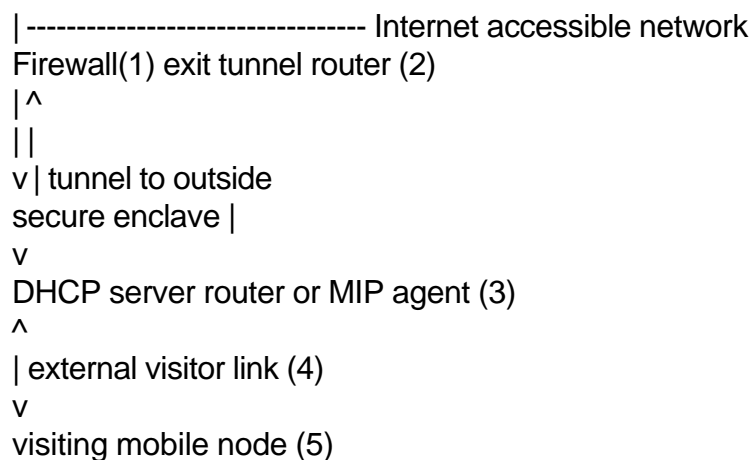 |---------------------------------- Internet accessible network
Firewall(1) exit tunnel router (2)
| ^
| |
v | tunnel to outside
secure enclave |
v
DHCP server router or MIP agent (3)
^
| external visitor link (4)
v
visiting mobile node (5)